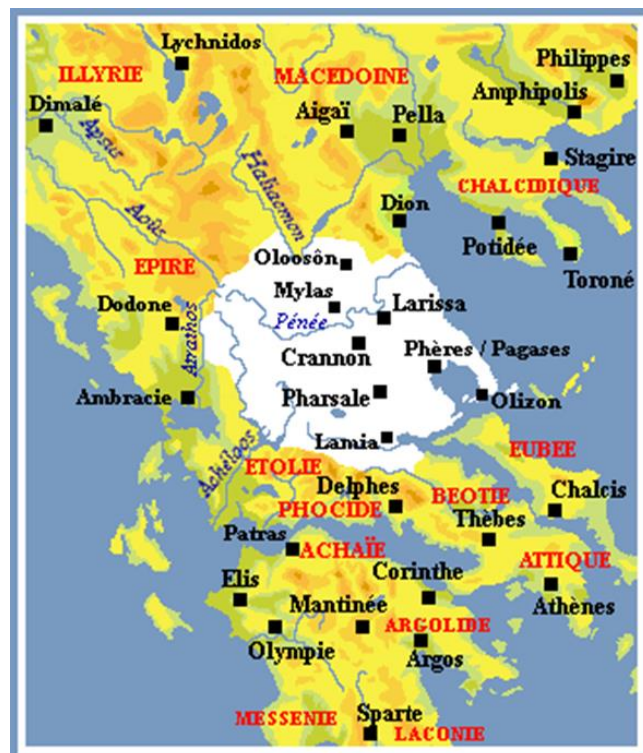 Lychnidos
Philippes
ILLYRIE
MACEDOINE
Amphipolis
Dimalé
Aigaï
Pella
Apsus
Stagire
Haliacmon
CHALCIDIQUE
Dion
Aoüs
Potidée
Toroné
EPIRE
Oloosôn
Mylas
Larissa
Dodone
Pénée
Arathos
Crannon
Phères / Pagases
Ambracie
Pharsale
Olizon
Lamia
Achéloos
EUBEE
ETOLIE
Delphes
BEOTIE
PHOCIDE
Chalcis
Thèbes
Patras
ACHAÏE
ATTIQUE
Elis
Corinthe
Athènes
Mantinée
ARGOLIDE
Olympie
Argos
MESSENIE
Sparte
LACONIE